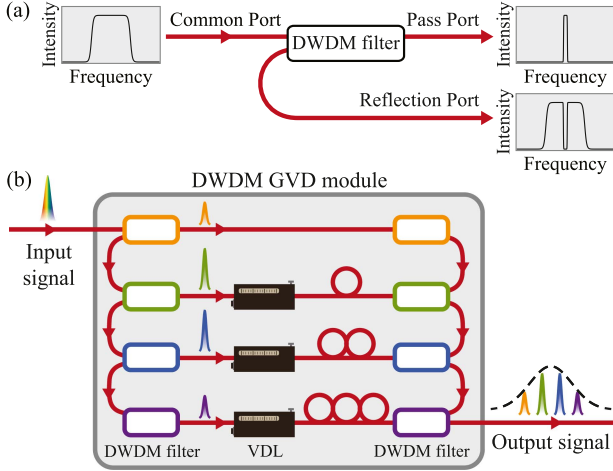 (a)
Intensity
Frequency
Common Port
DWDM filter
Pass Port
Intensity
Frequency
Reflection Port
Intensity
Frequency
(b)
DWDM GVD module
Input
signal
DWDM filter
VDL
DWDM filter
Output signal